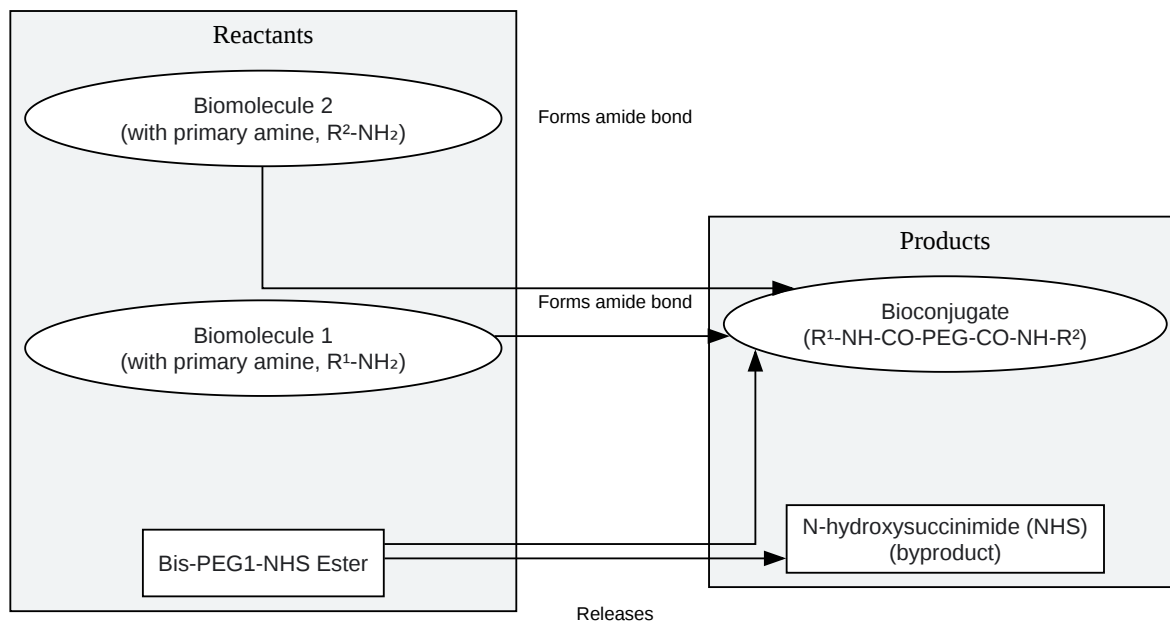 Reactants
Biomolecule 2
(with primary amine, R²-NH₂)
Forms amide bond
Biomolecule 1
(with primary amine, R¹-NH₂)
Forms amide bond
Bis-PEG1-NHS Ester
Releases
Products
Bioconjugate
(R¹-NH-CO-PEG-CO-NH-R²)
N-hydroxysuccinimide (NHS)
(byproduct)